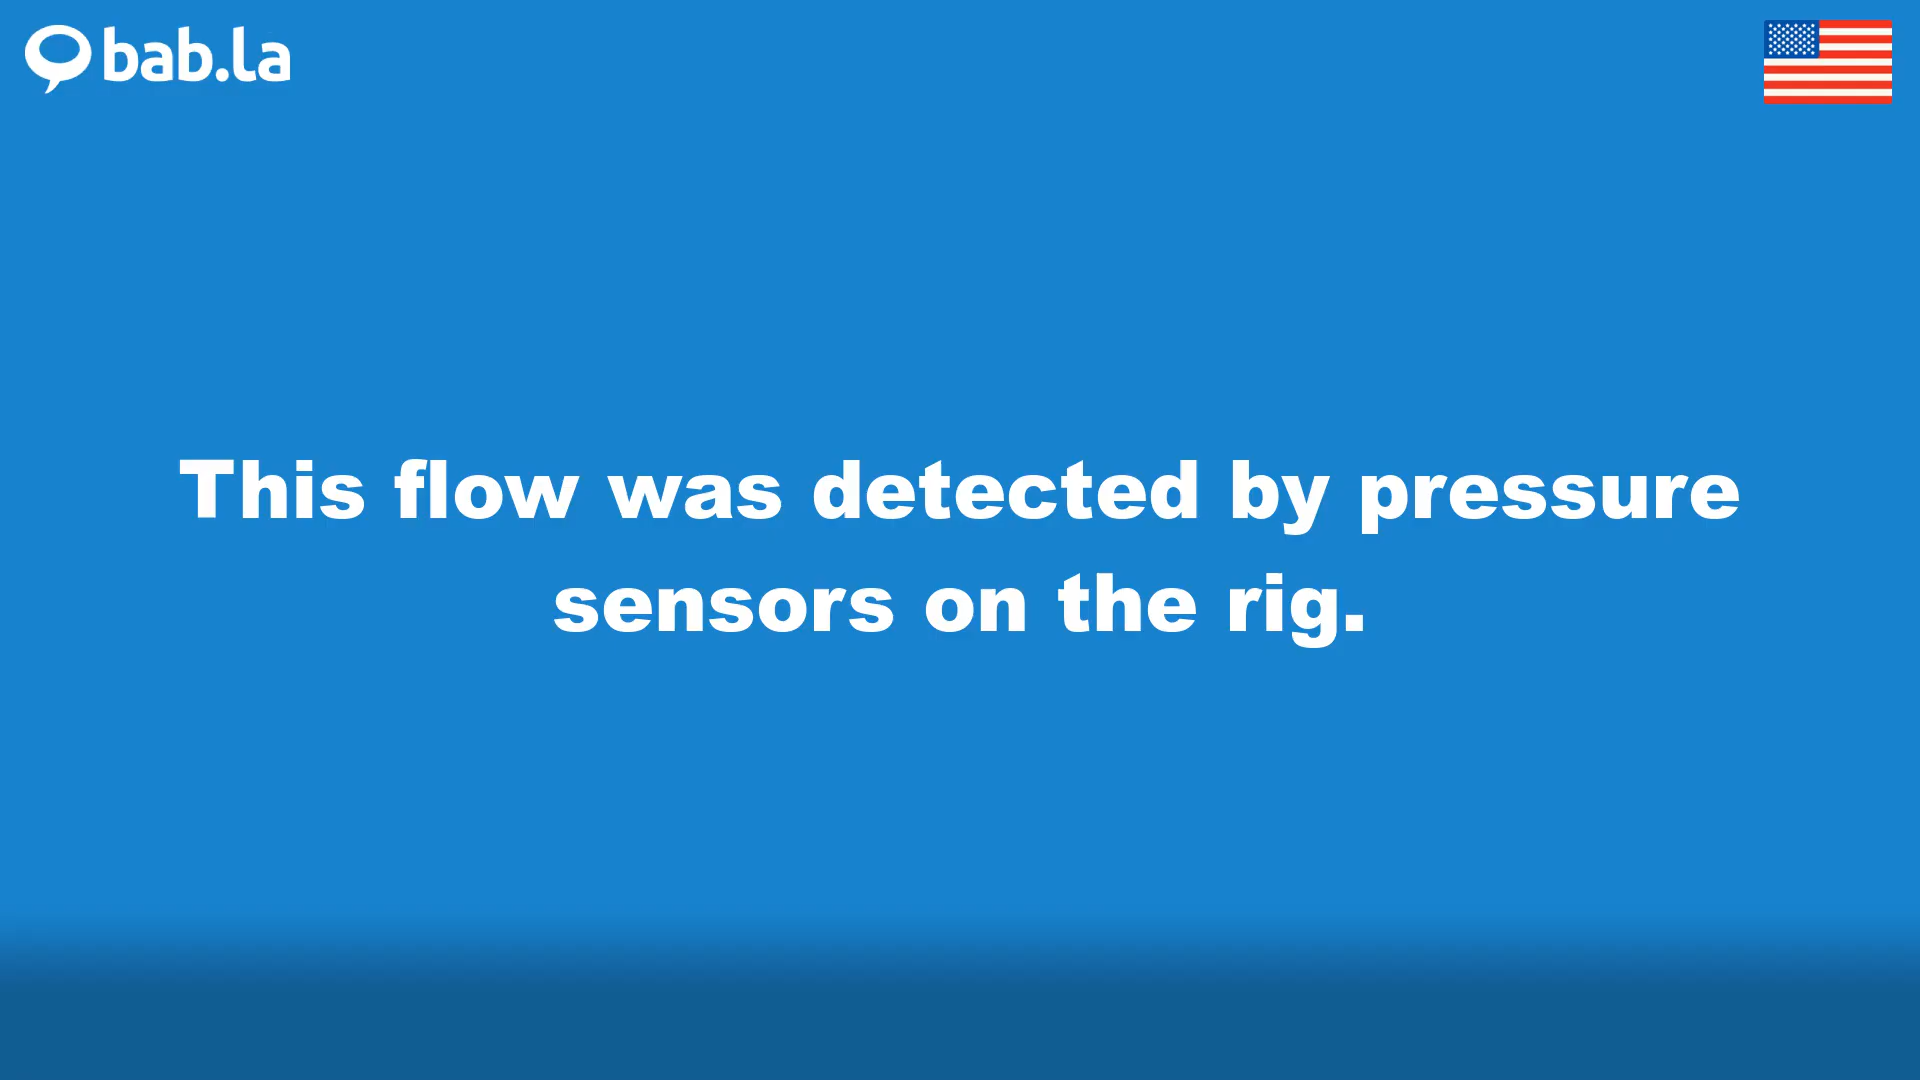 bab.la
This flow was detected by pressure
sensors on the rig.